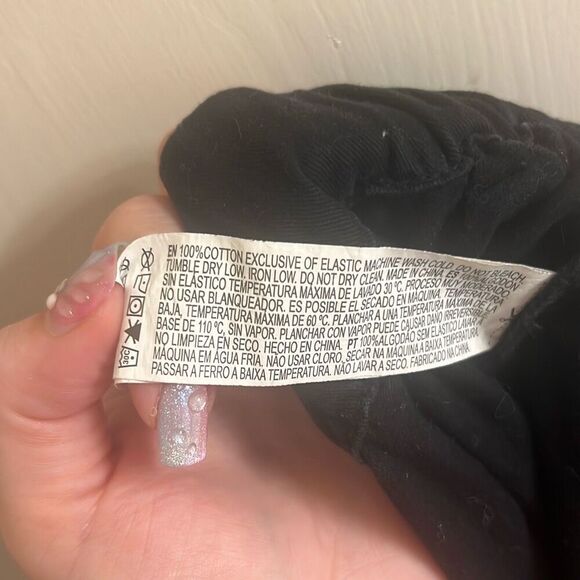 EN 100%COTTON EXCLUSIVE OF ELASTIC MACHINE WASH COLD. DO NOT BLEACH,
TUMBLE DRY LOW. IRON LOW. DO NOT DRY CLEAN. MADE IN CHINA. ES 100%ALGODÓN
SIN ELÁSTICO TEMPERATURA MÁXIMA DE LAVADO 30 °C. PROCESO MUY MODERADO.
NO USAR BLANQUEADOR. ES POSIBLE EL SECADO EN MÁQUINA, TEMPERATURA
BAJA, TEMPERATURA MÁXIMA DE 60 °C. PLANCHAR A UNA TEMPERATURA MÁXIMA DE LA
BASE DE 110 °C, SIN VAPOR. PLANCHAR CON VAPOR PUEDE CAUSAR DAÑO IRREVERSIBLE.
NO LIMPIEZA EN SECO. HECHO EN CHINA. PT 100%ALGODÃO SEM ELASTICO LAVAR
MÁQUINA EM ÁGUA FRIA. NÃO USAR CLORO, SECAR NA MÁQUINA A BAIXA TEMPERATURA.
PASSAR A FERRO A BAIXA TEMPERATURA. NÃO LAVAR A SECO. FABRICADO NA CHINA.